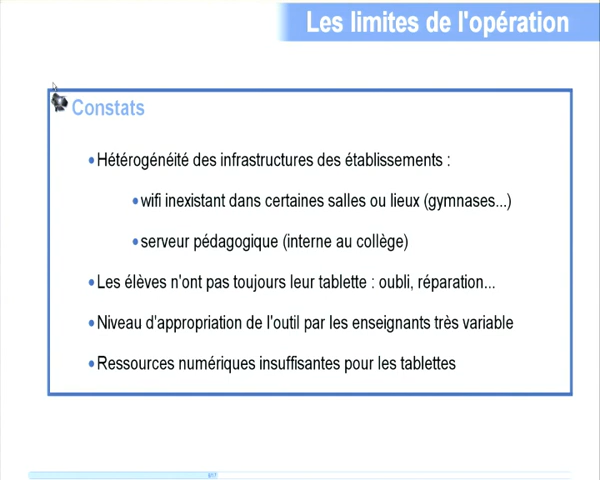 Les limites de l'opération
Constats
•Hétérogénéité des infrastructures des établissements :
•wifi inexistant dans certaines salles ou lieux (gymnases...)
•serveur pédagogique (interne au collège)
•Les élèves n'ont pas toujours leur tablette : oubli, réparation...
•Niveau d'appropriation de l'outil par les enseignants très variable
•Ressources numériques insuffisantes pour les tablettes